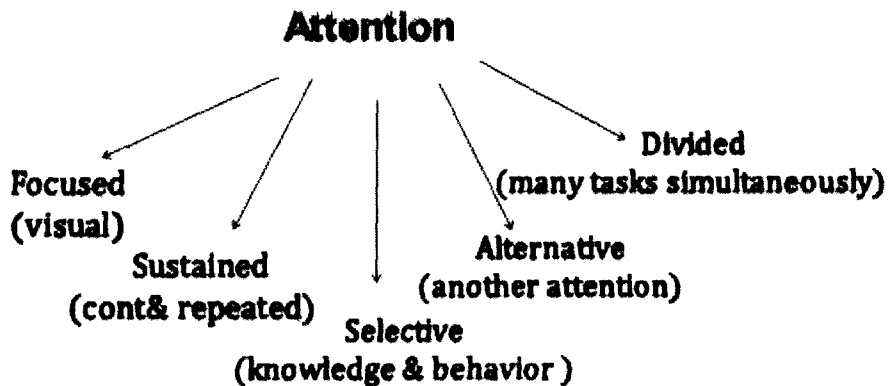 Attention
Focused
(visual)
Sustained
(cont& repeated)
Selective
(knowledge & behavior )
Alternative
(another attention)
Divided
(many tasks simultaneously)